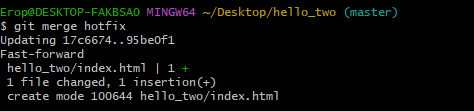 Егор@DESKTOP-FAKBSAO MINGW64 ~/Desktop/hello_two (master)
$ git merge hotfix
Updating 17c6674..95be0f1
Fast-forward
 hello_two/index.html | 1 +
 1 file changed, 1 insertion(+)
 create mode 100644 hello_two/index.html